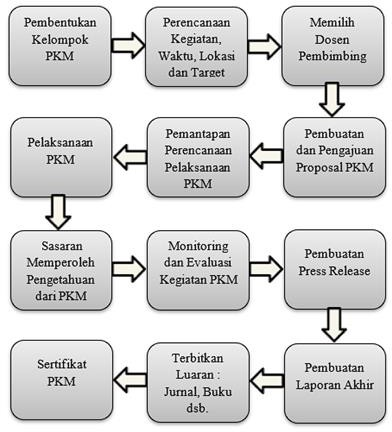 Pembentukan
Kelompok
PKM
Perencanaan
Kegiatan,
Waktu, Lokasi
dan Target
Memilih
Dosen
Pembimbing
Pembuatan
dan Pengajuan
Proposal PKM
Pemantapan
Perencanaan
Pelaksanaan
PKM
Pelaksanaan
PKM
Sasaran
Memperoleh
Pengetahuan
dari PKM
Monitoring
dan Evaluasi
Kegiatan PKM
Pembuatan
Press Release
Pembuatan
Laporan Akhir
Terbitkan
Luaran :
Jurnal, Buku
dsb.
Sertifikat
PKM